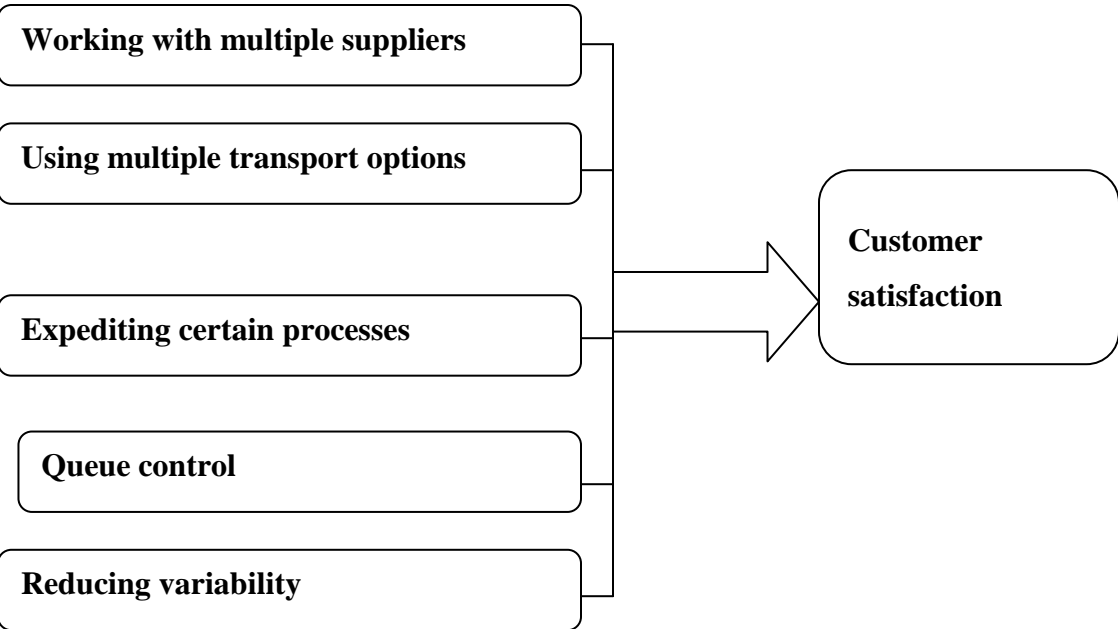 Working with multiple suppliers
Using multiple transport options
Expediting certain processes
Queue control
Reducing variability
Customer
satisfaction